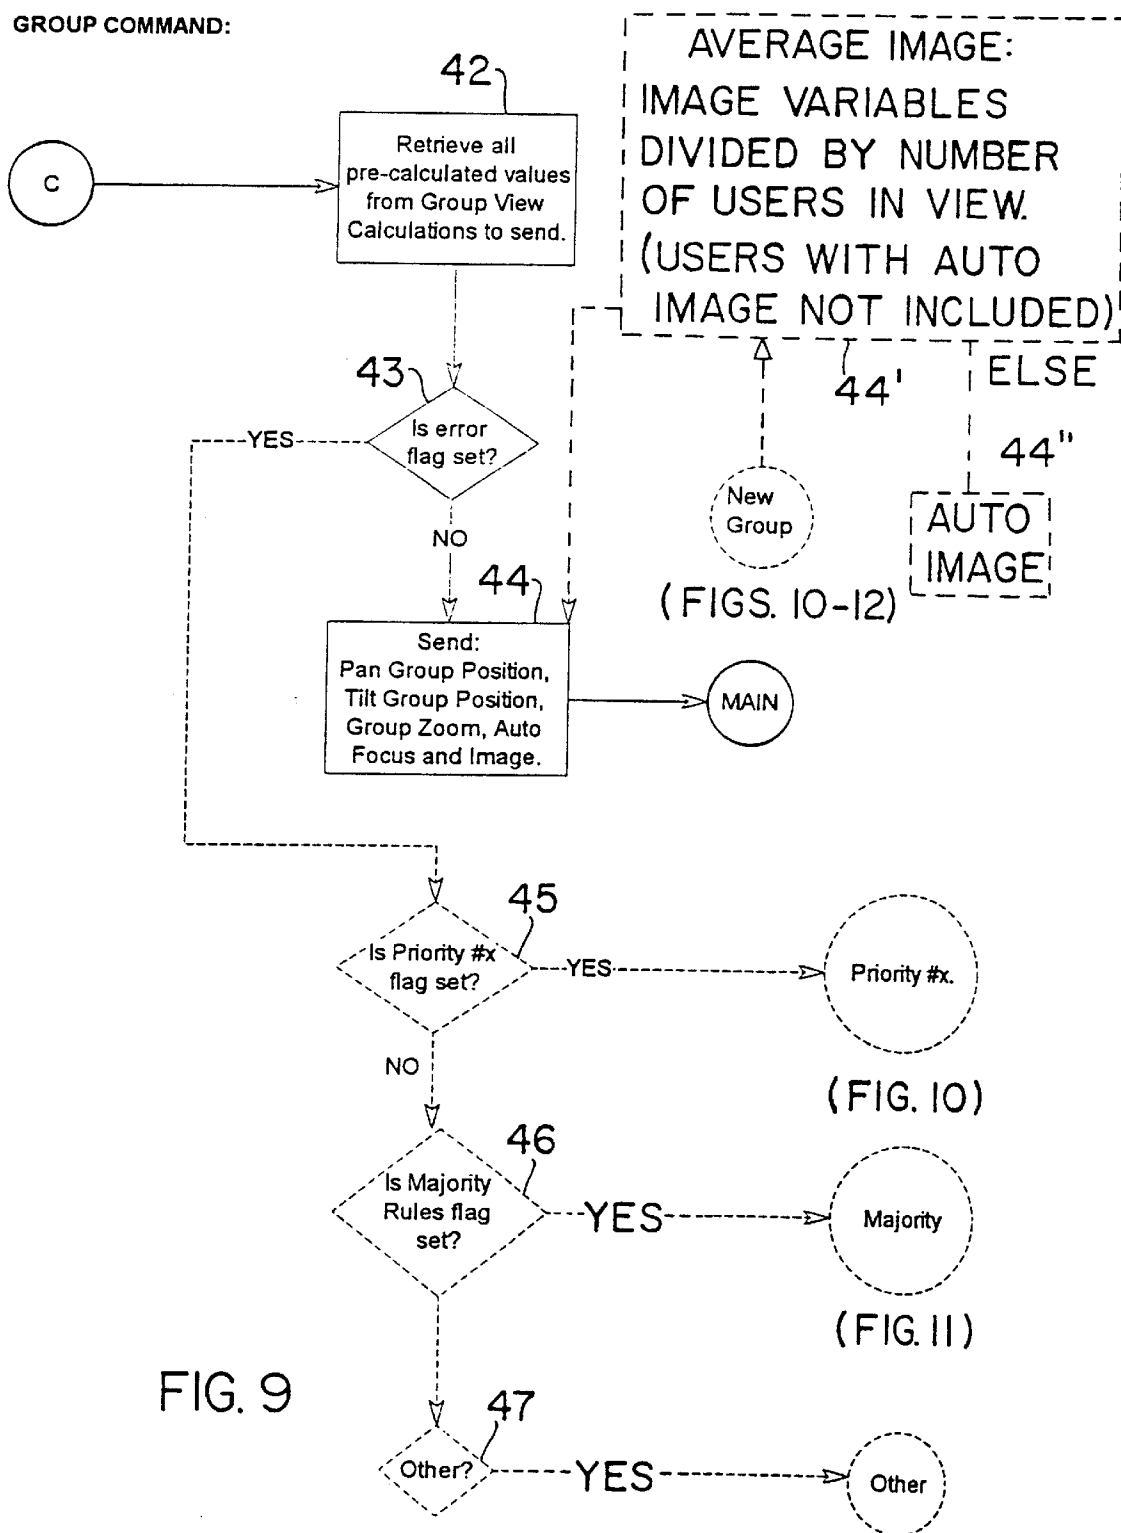 GROUP COMMAND:
42
C
Retrieve all
pre-calculated values
from Group View
Calculations to send.
AVERAGE IMAGE:
IMAGE VARIABLES
DIVIDED BY NUMBER
OF USERS IN VIEW.
(USERS WITH AUTO
IMAGE NOT INCLUDED)
44'
ELSE
44"
AUTO
IMAGE
New
Group
(FIGS. 10-12)
43
Is error
flag set?
YES
NO
44
Send:
Pan Group Position,
Tilt Group Position,
Group Zoom, Auto
Focus and Image.
MAIN
45
Is Priority #x
flag set?
YES
Priority #x.
(FIG. 10)
NO
46
Is Majority
Rules flag
set?
YES
Majority
(FIG. 11)
FIG. 9
47
Other?
YES
Other